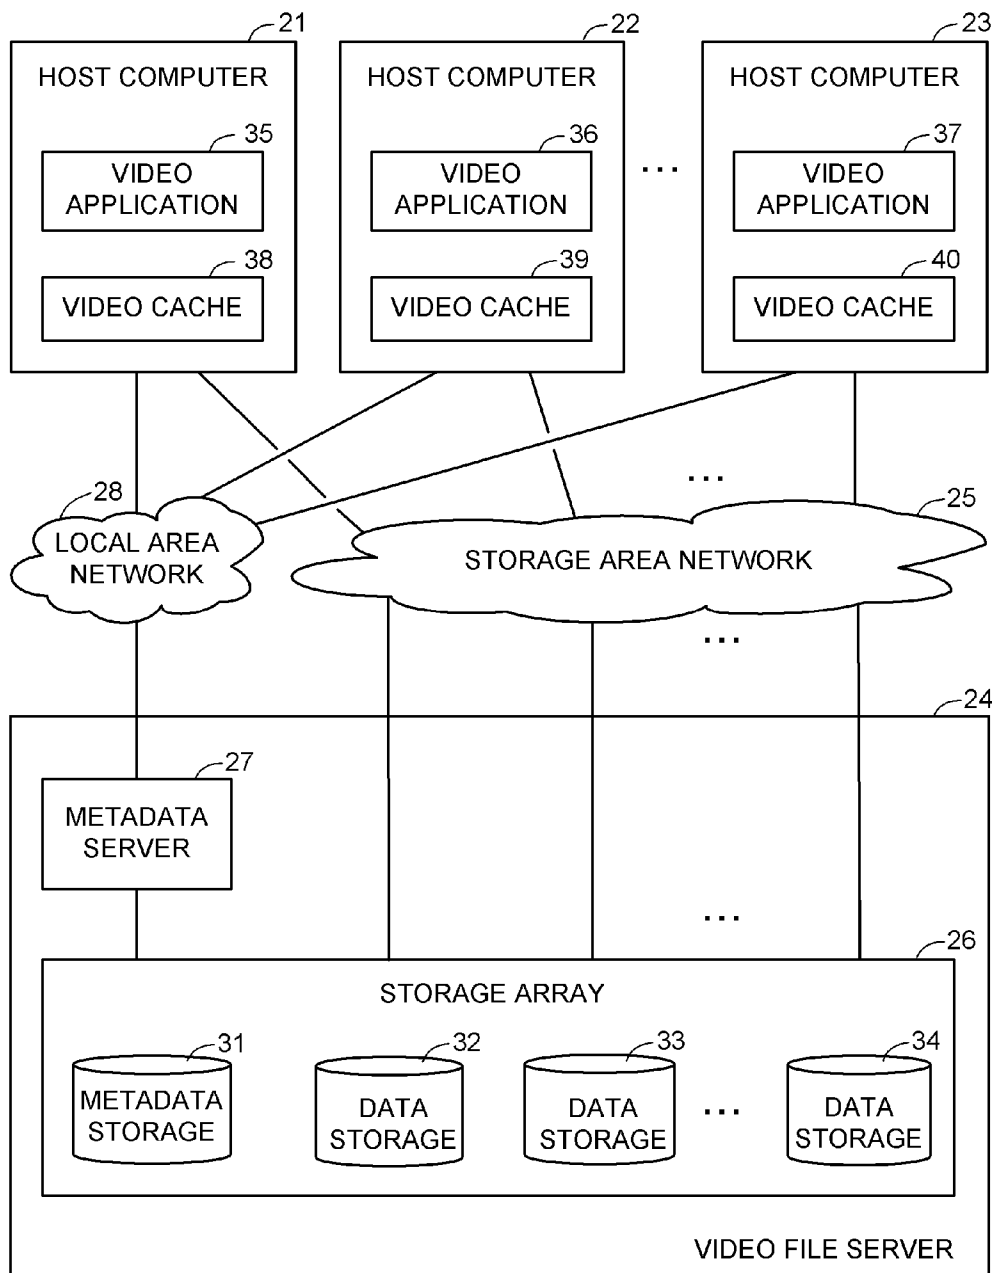 21
22
23
HOST COMPUTER
HOST COMPUTER
HOST COMPUTER
35
36
37
VIDEO
APPLICATION
VIDEO
APPLICATION
...
VIDEO
APPLICATION
38
39
40
VIDEO CACHE
VIDEO CACHE
VIDEO CACHE
...
28
25
LOCAL AREA
NETWORK
STORAGE AREA NETWORK
...
24
27
METADATA
SERVER
...
26
STORAGE ARRAY
31
32
33
34
METADATA
STORAGE
DATA
STORAGE
DATA
STORAGE
...
DATA
STORAGE
VIDEO FILE SERVER